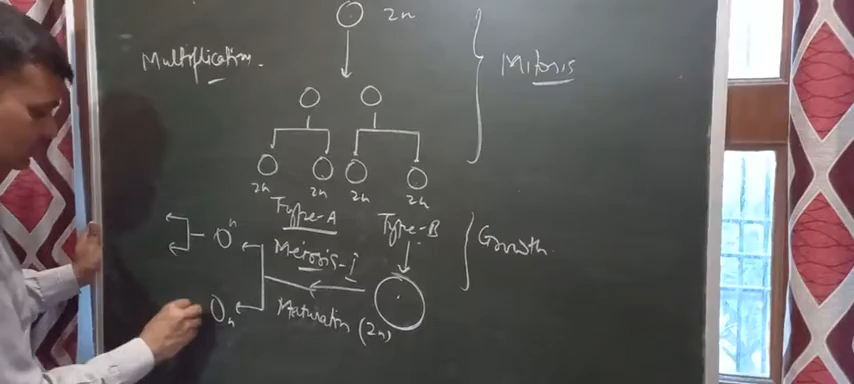 2n
Multiplication.
Mitosis
2n 2n 2n 2n
Type-A
Type-B
n
Meiosis-I
Growth.
n
Maturation (2n)